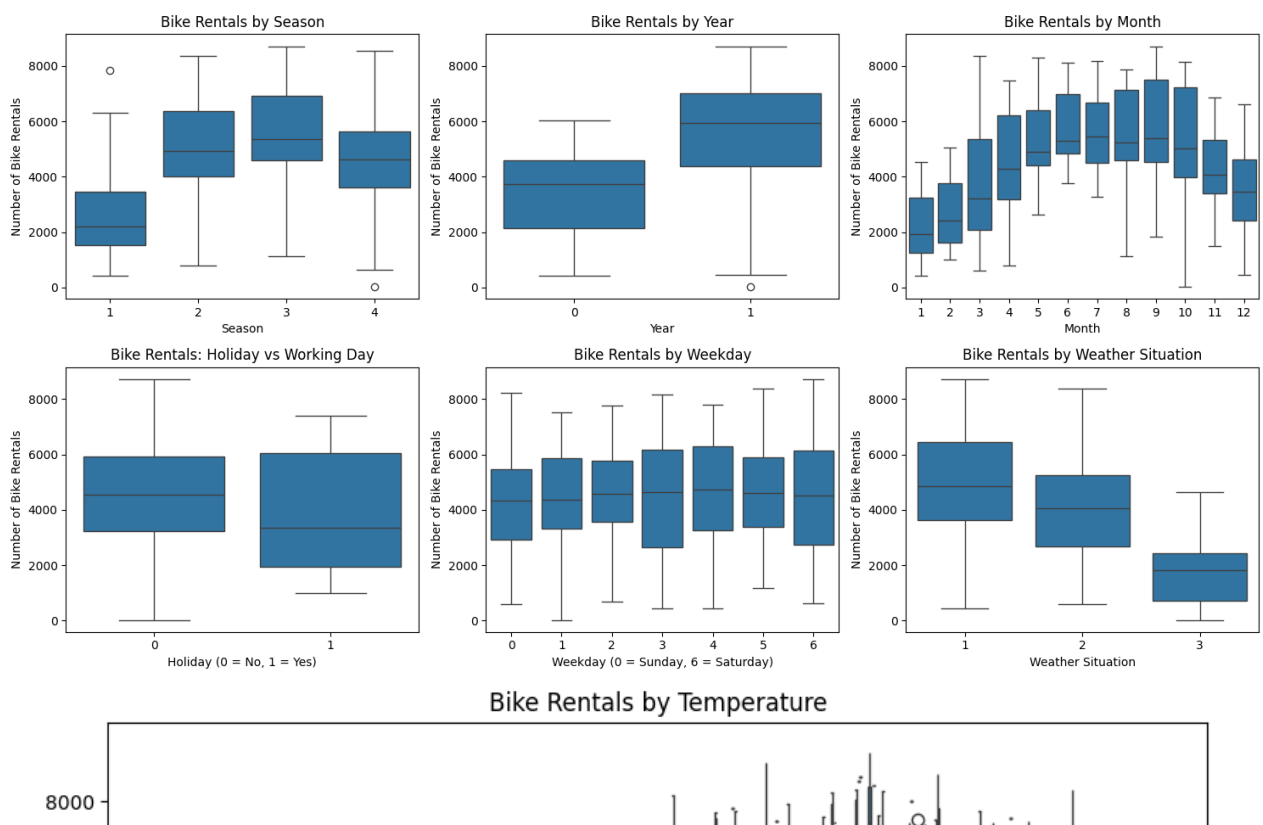 Bike Rentals by Season
Number of Bike Rentals
8000
6000
4000
2000
0
1 2 3 4
Season
Bike Rentals by Year
Number of Bike Rentals
8000
6000
4000
2000
0
0 1
Year
Bike Rentals by Month
Number of Bike Rentals
8000
6000
4000
2000
0
1 2 3 4 5 6 7 8 9 10 11 12
Month
Bike Rentals: Holiday vs Working Day
Number of Bike Rentals
8000
6000
4000
2000
0
0 1
Holiday (0 = No, 1 = Yes)
Bike Rentals by Weekday
Number of Bike Rentals
8000
6000
4000
2000
0
0 1 2 3 4 5 6
Weekday (0 = Sunday, 6 = Saturday)
Bike Rentals by Weather Situation
Number of Bike Rentals
8000
6000
4000
2000
0
1 2 3
Weather Situation
Bike Rentals by Temperature
8000